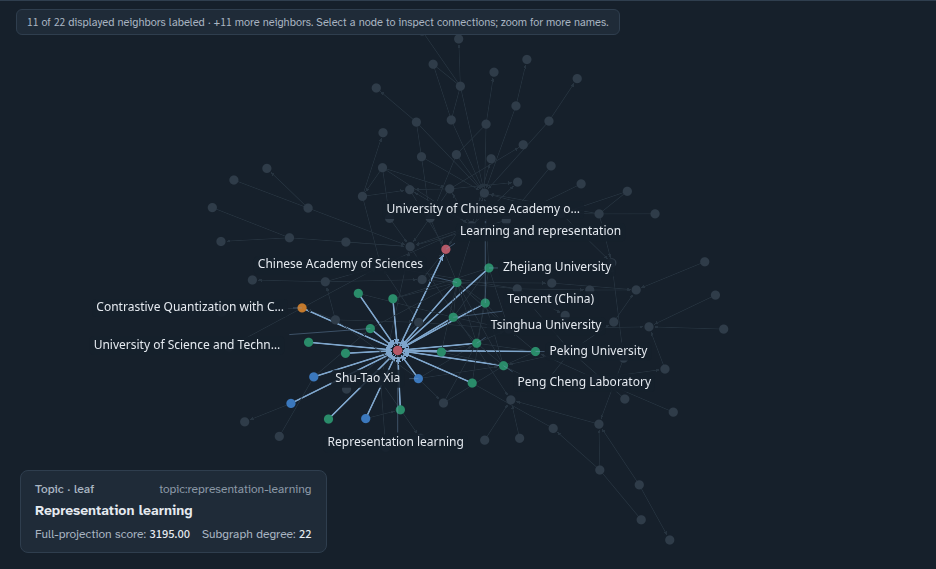 11 of 22 displayed neighbors labeled · +11 more neighbors. Select a node to inspect connections; zoom for more names.
University of Chinese Academy o...
Learning and representation
Chinese Academy of Sciences
Zhejiang University
Tencent (China)
Contrastive Quantization with C...
Tsinghua University
University of Science and Techn...
Peking University
Shu-Tao Xia
Peng Cheng Laboratory
Representation learning
Topic · leaf
topic:representation-learning
Representation learning
Full-projection score: 3195.00 Subgraph degree: 22